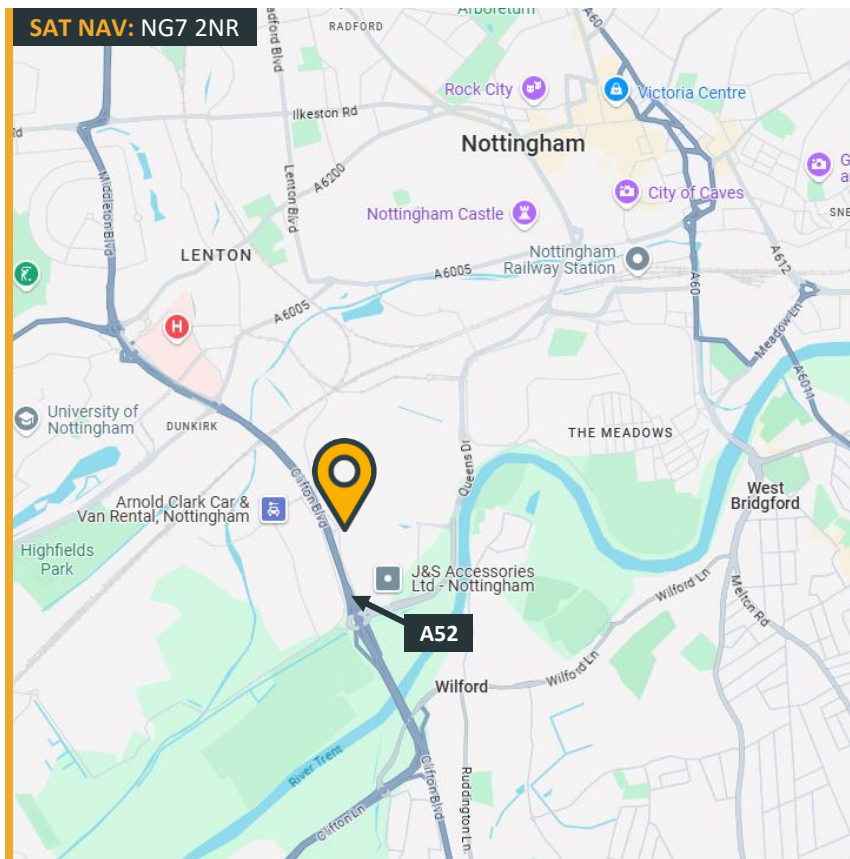 SAT NAV: NG7 2NR
Arboretum
A60
RADFORD
Radford Blvd
Rock City
Victoria Centre
Ilkeston Rd
Nottingham
Middleton Blvd
Lenton Blvd
A6200
City of Caves
Nottingham Castle
LENTON
Nottingham
Railway Station
A6005
A60
A612
A6005
Meadow Ln
A6011
University of
Nottingham
DUNKIRK
THE MEADOWS
Queens Dr
Clifton Blvd
West
Bridgford
Arnold Clark Car &
Van Rental, Nottingham
Highfields
Park
J&S Accessories
Ltd - Nottingham
Wilford Ln
Melton Rd
A52
Wilford
Wilford Ln
River Trent
Clifton Blvd
Ruddington Ln.
Clifton Ln